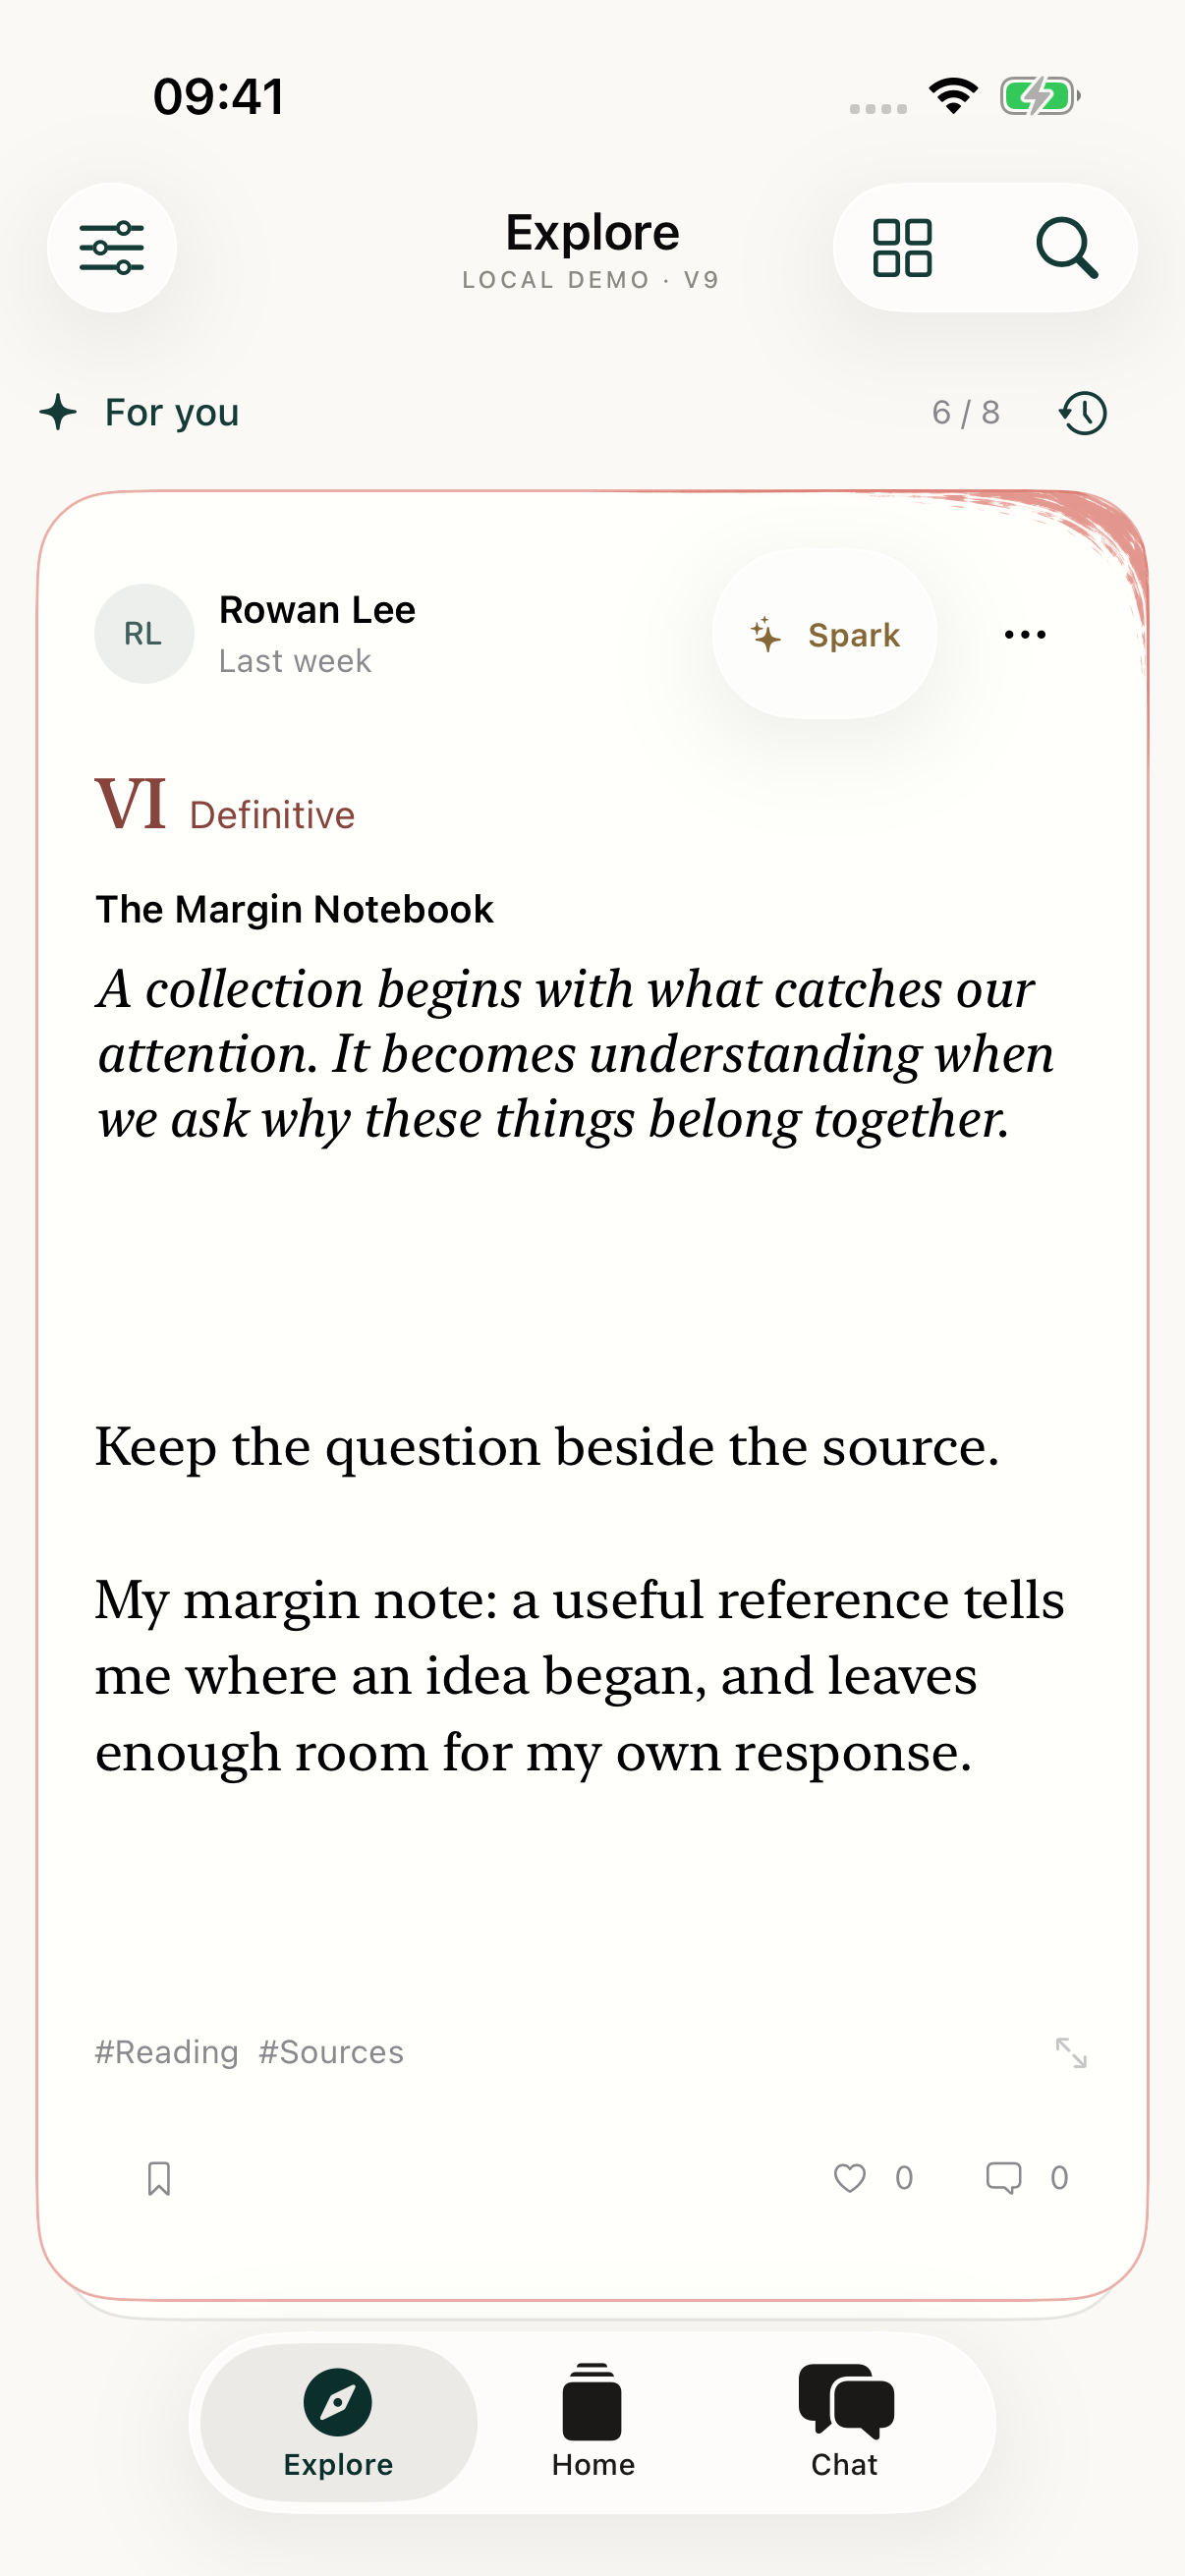 09:41
Explore
LOCAL DEMO · V9
For you
6 / 8
RL
Rowan Lee
Last week
Spark
VI Definitive
The Margin Notebook
A collection begins with what catches our
attention. It becomes understanding when
we ask why these things belong together.
Keep the question beside the source.
My margin note: a useful reference tells
me where an idea began, and leaves
enough room for my own response.
#Reading #Sources
0
0
Explore
Home
Chat